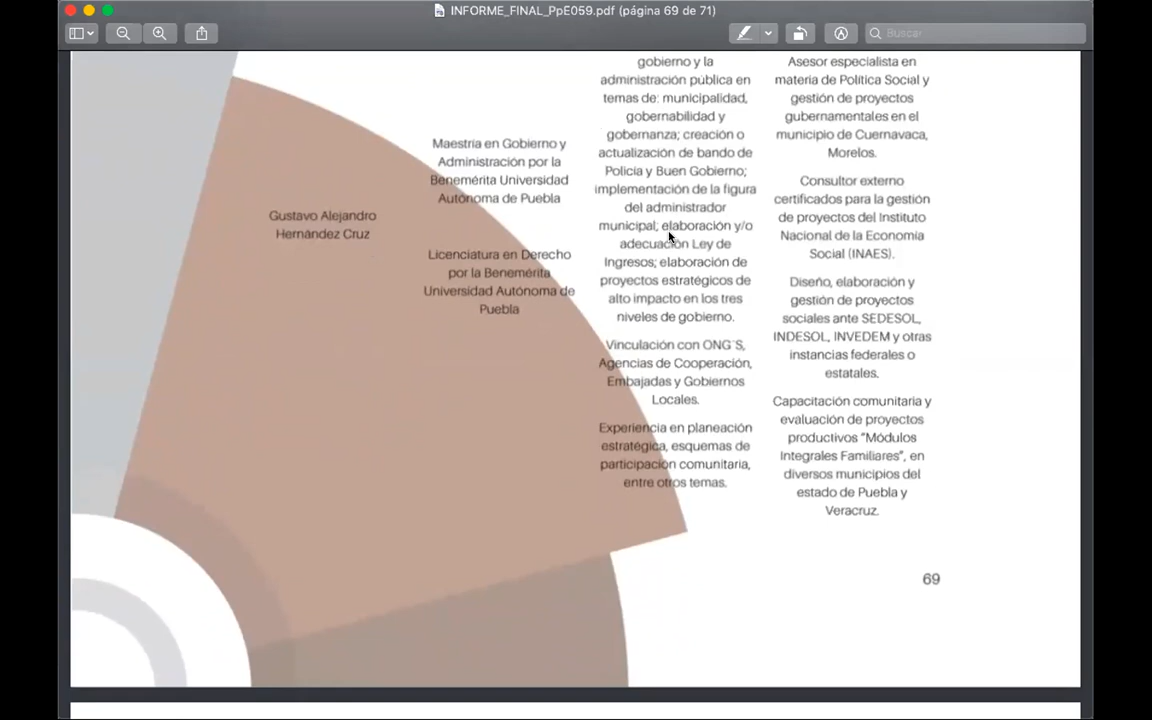 INFORME_FINAL_PpE059.pdf (página 69 de 71)
Buscar
Gustavo Alejandro
Hernández Cruz
Maestría en Gobierno y
Administración por la
Benemérita Universidad
Autónoma de Puebla
Licenciatura en Derecho
por la Benemérita
Universidad Autónoma de
Puebla
gobierno y la
administración pública en
temas de: municipalidad,
gobernabilidad y
gobernanza; creación o
actualización de bando de
Policía y Buen Gobierno;
implementación de la figura
del administrador
municipal; elaboración y/o
adecuación Ley de
Ingresos; elaboración de
proyectos estratégicos de
alto impacto en los tres
niveles de gobierno.
Vinculación con ONG´S,
Agencias de Cooperación,
Embajadas y Gobiernos
Locales.
Experiencia en planeación
estratégica, esquemas de
participación comunitaria,
entre otros temas.
Asesor especialista en
materia de Política Social y
gestión de proyectos
gubernamentales en el
municipio de Cuernavaca,
Morelos.
Consultor externo
certificados para la gestión
de proyectos del Instituto
Nacional de la Economía
Social (INAES).
Diseño, elaboración y
gestión de proyectos
sociales ante SEDESOL,
INDESOL, INVEDEM y otras
instancias federales o
estatales.
Capacitación comunitaria y
evaluación de proyectos
productivos "Módulos
Integrales Familiares", en
diversos municipios del
estado de Puebla y
Veracruz.
69